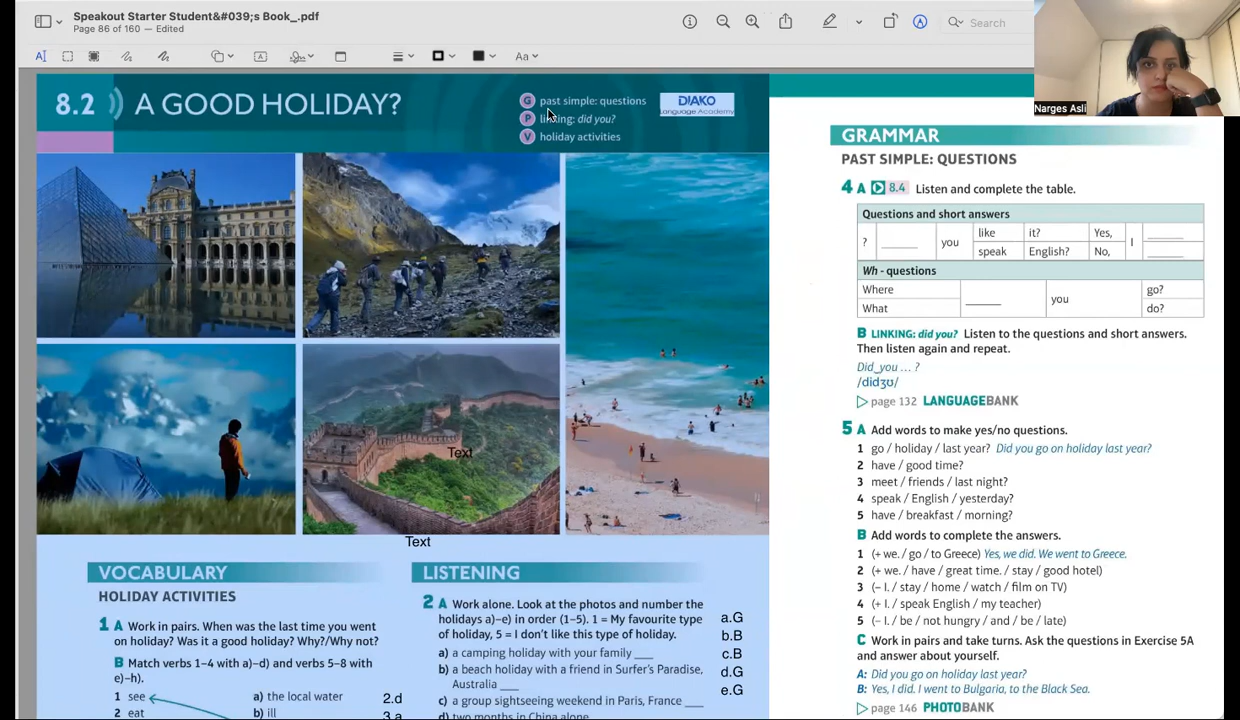 Speakout Starter Student&#039;s Book_.pdf
Page 86 of 160 — Edited
Search
Aa
Narges Asli
8.2 A GOOD HOLIDAY?
G past simple: questions
P linking: did you?
V holiday activities
DIAKO
Language Academy
Text
Text
VOCABULARY
HOLIDAY ACTIVITIES
1 A Work in pairs. When was the last time you went
on holiday? Was it a good holiday? Why?/Why not?
B Match verbs 1–4 with a)–d) and verbs 5–8 with
e)–h).
1 see a) the local water
2 eat b) ill
2.d
3.a
LISTENING
2 A Work alone. Look at the photos and number the
holidays a)–e) in order (1–5). 1 = My favourite type
of holiday, 5 = I don't like this type of holiday.
a) a camping holiday with your family ___
b) a beach holiday with a friend in Surfer's Paradise,
Australia ___
c) a group sightseeing weekend in Paris, France ___
d) two months in China alone
a.G
b.B
c.B
d.G
e.G
GRAMMAR
PAST SIMPLE: QUESTIONS
4 A 8.4 Listen and complete the table.
Questions and short answers
? ______ you like it? Yes, I ______
speak English? No, ______
Wh - questions
Where ______ you go?
What do?
B LINKING: did you? Listen to the questions and short answers.
Then listen again and repeat.
Did_you … ?
/dɪdʒʊ/
page 132 LANGUAGEBANK
5 A Add words to make yes/no questions.
1 go / holiday / last year? Did you go on holiday last year?
2 have / good time?
3 meet / friends / last night?
4 speak / English / yesterday?
5 have / breakfast / morning?
B Add words to complete the answers.
1 (+ we. / go / to Greece) Yes, we did. We went to Greece.
2 (+ we. / have / great time. / stay / good hotel)
3 (– I. / stay / home / watch / film on TV)
4 (+ I. / speak English / my teacher)
5 (– I. / be / not hungry / and / be / late)
C Work in pairs and take turns. Ask the questions in Exercise 5A
and answer about yourself.
A: Did you go on holiday last year?
B: Yes, I did. I went to Bulgaria, to the Black Sea.
page 146 PHOTOBANK